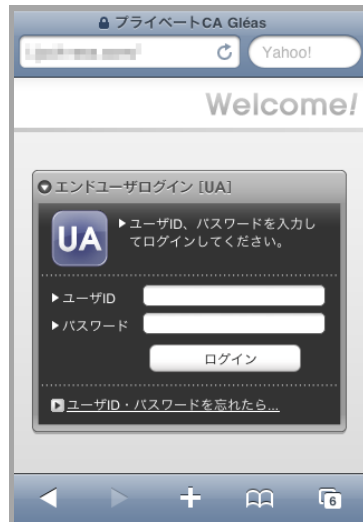 プライベートCA Gléas
Yahoo!
Welcome!
エンドユーザログイン [UA]
UA
ユーザID、パスワードを入力し
てログインしてください。
ユーザID
パスワード
ログイン
ユーザID・パスワードを忘れたら...
6